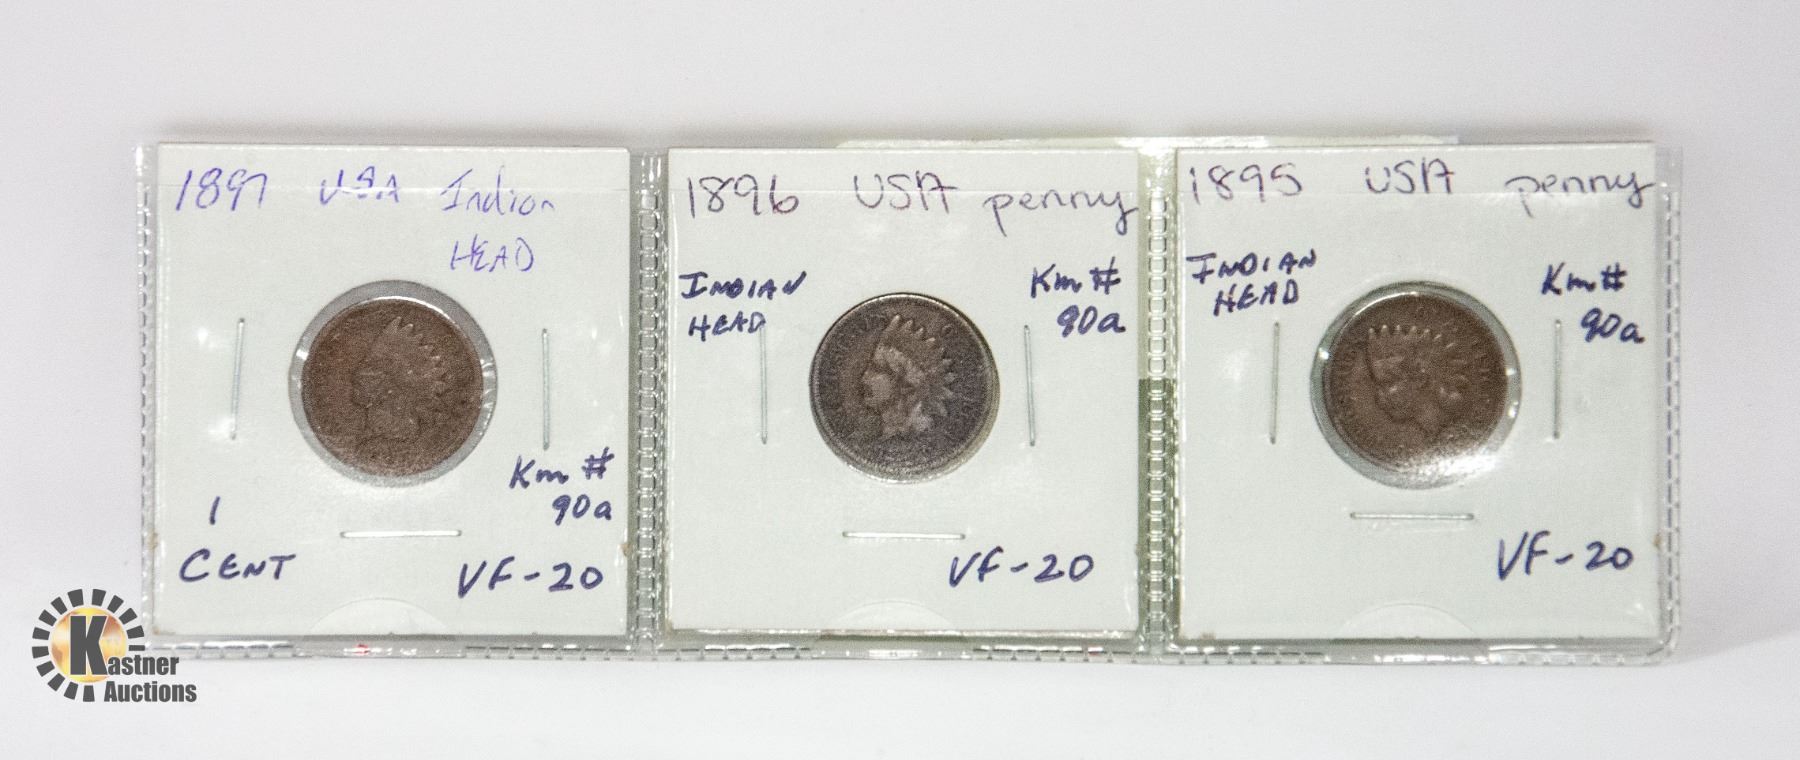 1897 USA Indian
HEAD
Km #
90a
1
CENT
VF-20
1896 USA penny
INDIAN
HEAD
Km #
90a
VF-20
1895 USA penny
INDIAN
HEAD
Km #
90a
VF-20
Kastner
Auctions